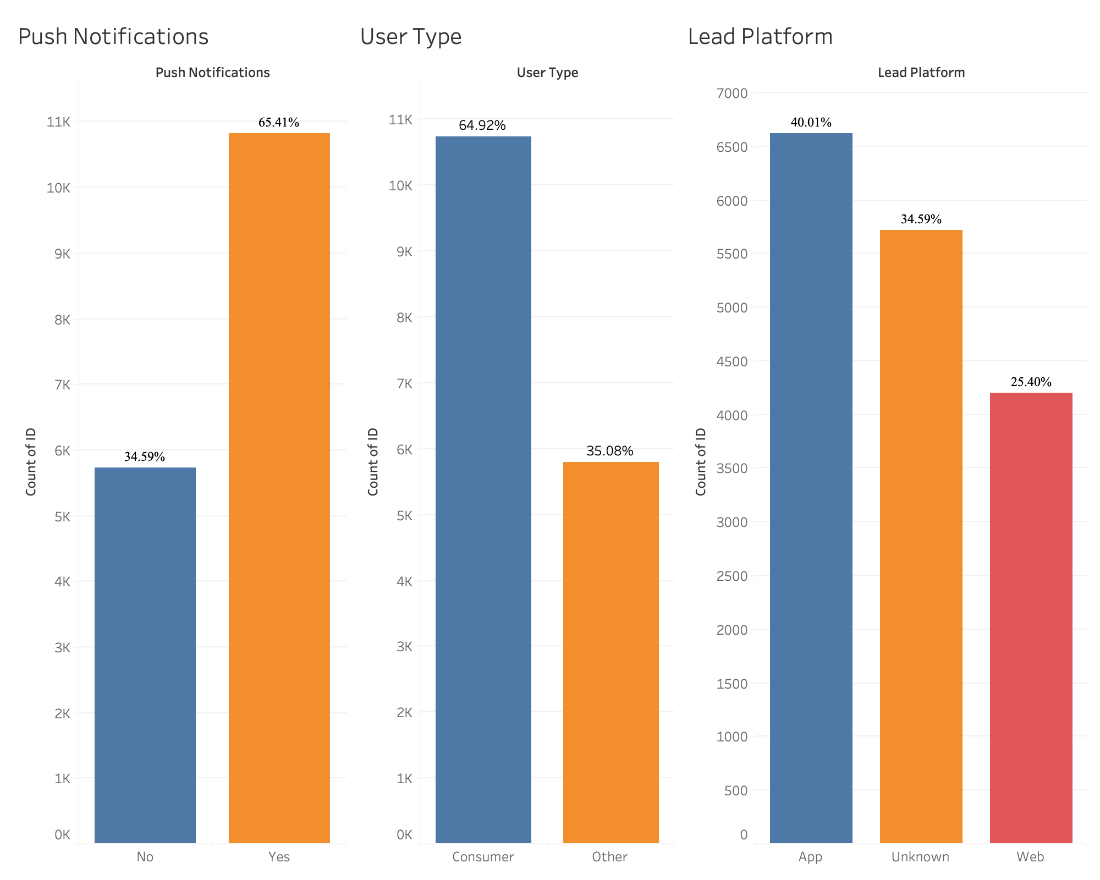 Push Notifications
Push Notifications
11K
10K
9K
8K
7K
6K
5K
4K
3K
2K
1K
0K
Count of ID
34.59%
65.41%
No
Yes
User Type
User Type
11K
10K
9K
8K
7K
6K
5K
4K
3K
2K
1K
0K
Count of ID
64.92%
35.08%
Consumer
Other
Lead Platform
Lead Platform
7000
6500
6000
5500
5000
4500
4000
3500
3000
2500
2000
1500
1000
500
0
Count of ID
40.01%
34.59%
25.40%
App
Unknown
Web